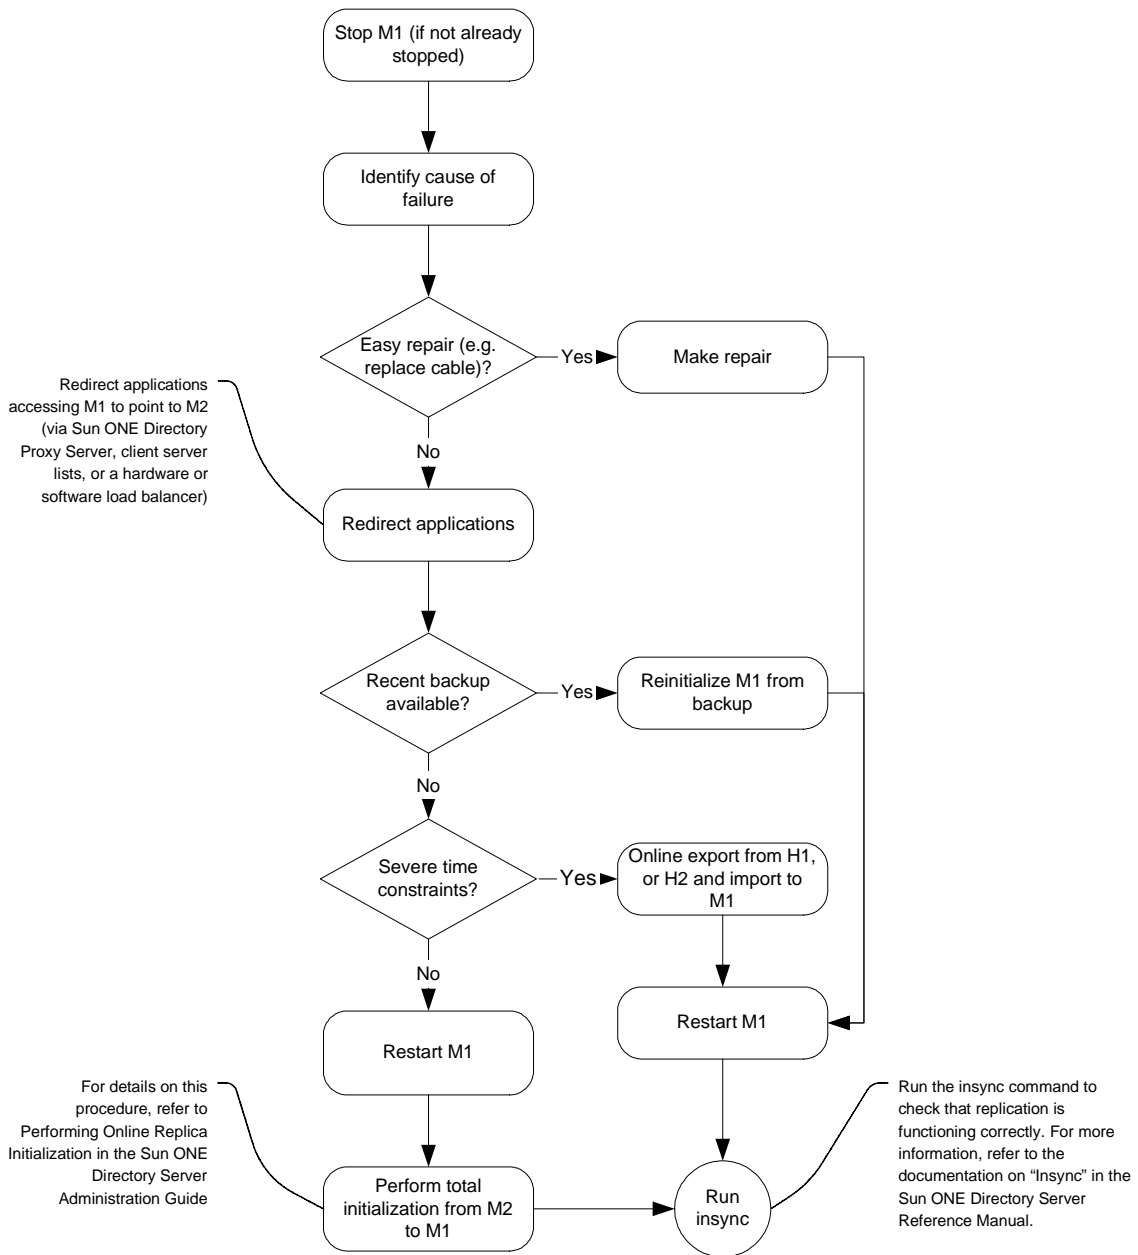 Stop M1 (if not already
stopped)
Identify cause of
failure
Easy repair (e.g.
replace cable)?
Yes
Make repair
Redirect applications
accessing M1 to point to M2
(via Sun ONE Directory
Proxy Server, client server
lists, or a hardware or
software load balancer)
No
Redirect applications
Recent backup
available?
Yes
Reinitialize M1 from
backup
No
Severe time
constraints?
Yes
Online export from H1,
or H2 and import to
M1
No
Restart M1
Restart M1
For details on this
procedure, refer to
Performing Online Replica
Initialization in the Sun ONE
Directory Server
Administration Guide
Perform total
initialization from M2
to M1
Run
insync
Run the insync command to
check that replication is
functioning correctly. For more
information, refer to the
documentation on “Insync” in the
Sun ONE Directory Server
Reference Manual.